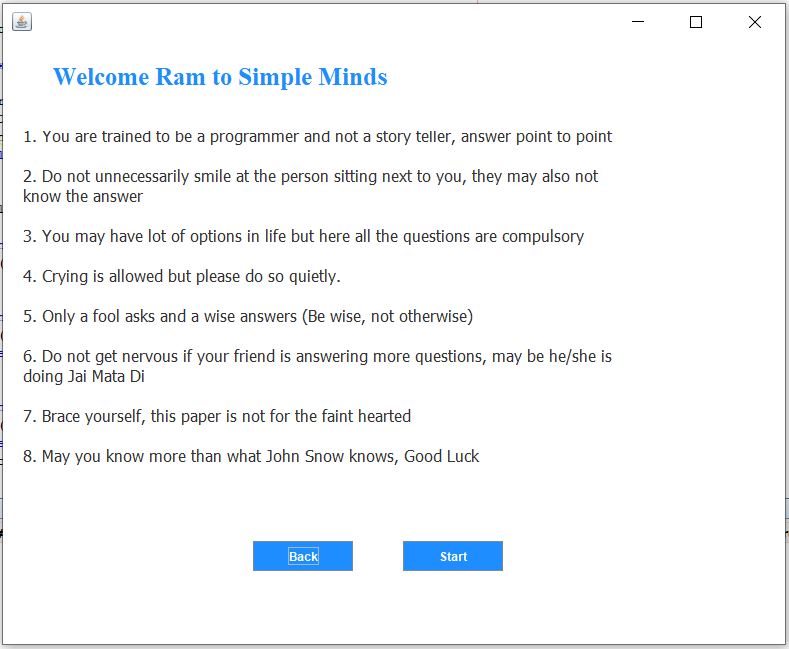 Welcome Ram to Simple Minds
1. You are trained to be a programmer and not a story teller, answer point to point
2. Do not unnecessarily smile at the person sitting next to you, they may also not
know the answer
3. You may have lot of options in life but here all the questions are compulsory
4. Crying is allowed but please do so quietly.
5. Only a fool asks and a wise answers (Be wise, not otherwise)
6. Do not get nervous if your friend is answering more questions, may be he/she is
doing Jai Mata Di
7. Brace yourself, this paper is not for the faint hearted
8. May you know more than what John Snow knows, Good Luck
Back
Start